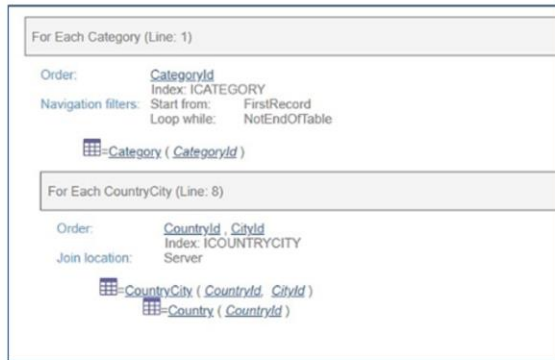 For Each Category (Line: 1)
Order: CategoryId
Index: ICATEGORY
Navigation filters: Start from: FirstRecord
Loop while: NotEndOfTable
=Category ( CategoryId )
For Each CountryCity (Line: 8)
Order: CountryId , CityId
Index: ICOUNTRYCITY
Join location: Server
=CountryCity ( CountryId, CityId )
=Country ( CountryId )